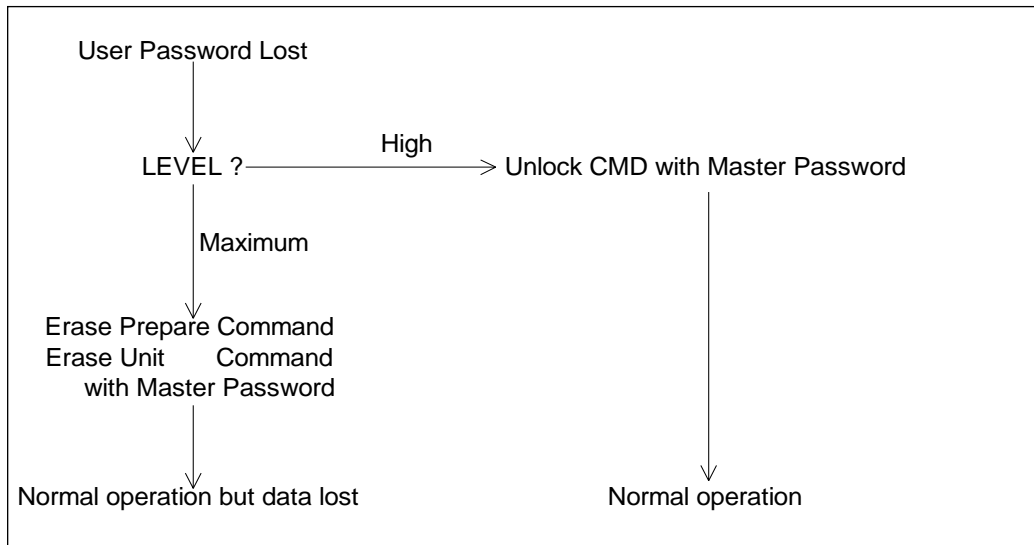 User Password Lost
High
LEVEL ?
Unlock CMD with Master Password
Maximum
Erase Prepare Command
Erase Unit Command
with Master Password
Normal operation but data lost
Normal operation